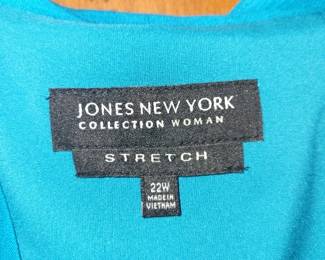 JONES NEW YORK
COLLECTION WOMAN
STRETCH
22W
MADE IN
VIETNAM